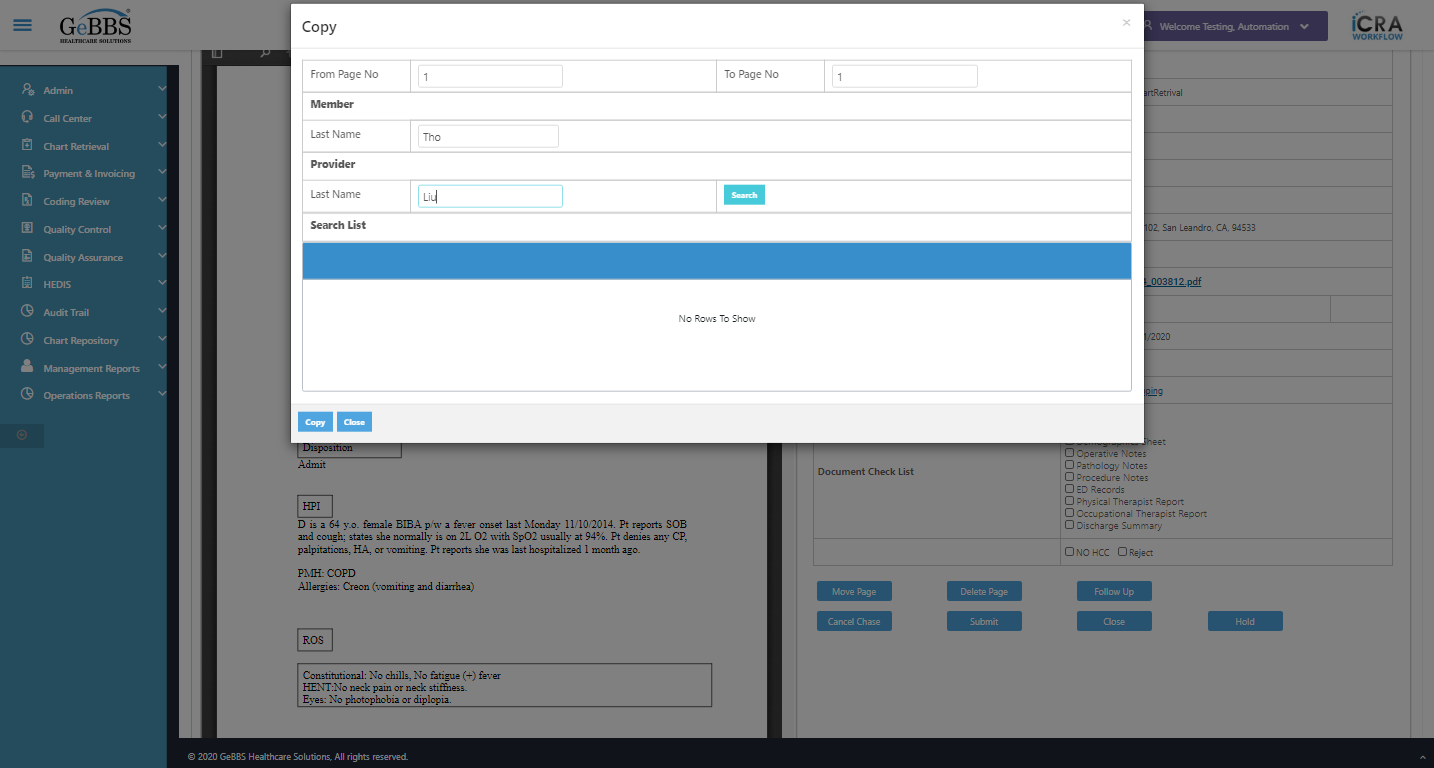 GeBBS
HEALTHCARE SOLUTIONS
Copy
×
Welcome Testing, Automation
iCRA
WORKFLOW
Admin
Call Center
Chart Retrieval
Payment & Invoicing
Coding Review
Quality Control
Quality Assurance
HEDIS
Audit Trail
Chart Repository
Management Reports
Operations Reports
From Page No
1
To Page No
1
Member
Last Name
Tho
Provider
Last Name
Liu
Search
Search List
No Rows To Show
Copy
Close
Disposition
Admit
HPI
D is a 64 y.o. female BIBA p/w a fever onset last Monday 11/10/2014. Pt reports SOB
and cough; states she normally is on 2L O2 with SpO2 usually at 94%. Pt denies any CP,
palpitations, HA, or vomiting. Pt reports she was last hospitalized 1 month ago.
PMH: COPD
Allergies: Creon (vomiting and diarrhea)
ROS
Constitutional: No chills, No fatigue (+) fever
HENT:No neck pain or neck stiffness.
Eyes: No photophobia or diplopia.
artRetrival
102, San Leandro, CA, 94533
_003812.pdf
1/2020
ping
Document Check List
Demographics Sheet
Operative Notes
Pathology Notes
Procedure Notes
ED Records
Physical Therapist Report
Occupational Therapist Report
Discharge Summary
NO HCC Reject
Move Page Delete Page Follow Up
Cancel Chase Submit Close Hold
© 2020 GeBBS Healthcare Solutions, All rights reserved.